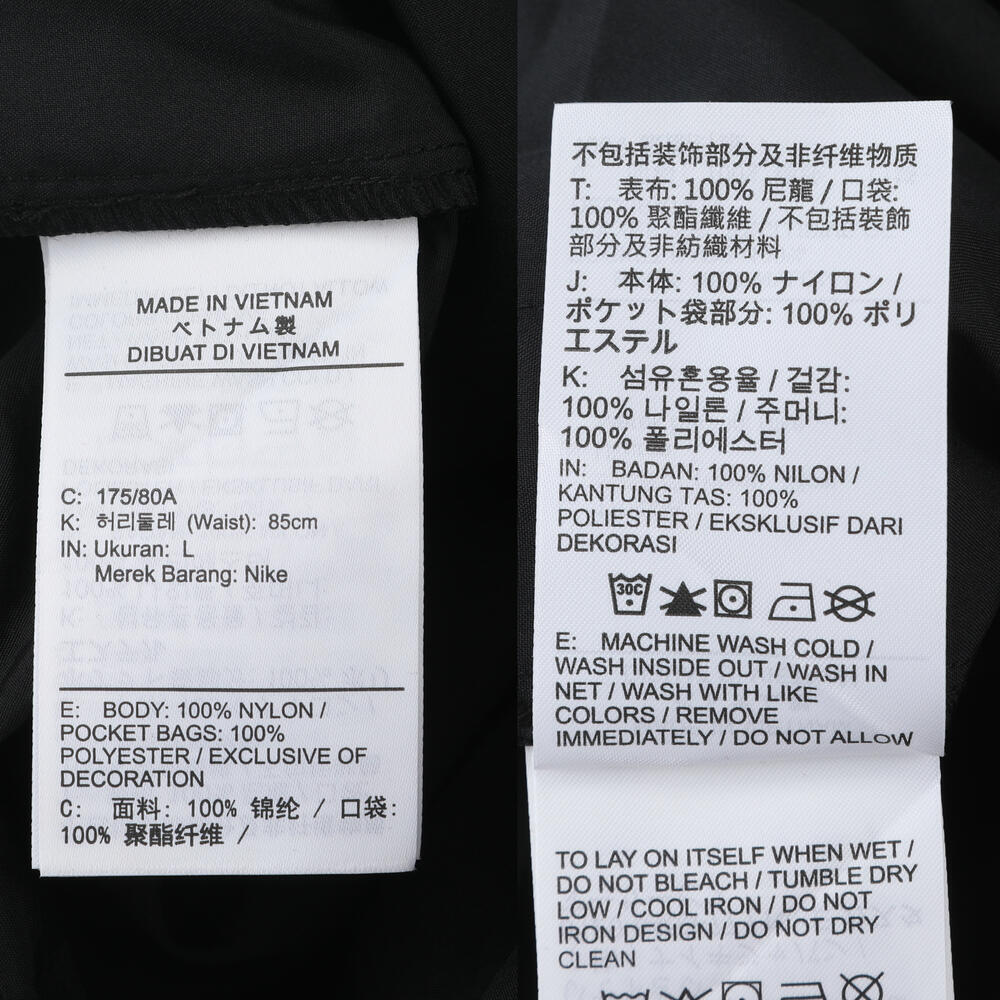 MADE IN VIETNAM
ベトナム製
DIBUAT DI VIETNAM
C: 175/80A
K: 허리둘레 (Waist): 85cm
IN: Ukuran: L
Merek Barang: Nike
E: BODY: 100% NYLON /
POCKET BAGS: 100%
POLYESTER / EXCLUSIVE OF
DECORATION
C: 面料: 100% 锦纶 / 口袋:
100% 聚酯纤维 /
不包括装饰部分及非纤维物质
T: 表布: 100% 尼龍 / 口袋:
100% 聚酯纖維 / 不包括裝飾
部分及非紡織材料
J: 本体: 100% ナイロン /
ポケット袋部分: 100% ポリ
エステル
K: 섬유혼용율 / 겉감:
100% 나일론 / 주머니:
100% 폴리에스터
IN: BADAN: 100% NILON /
KANTUNG TAS: 100%
POLIESTER / EKSKLUSIF DARI
DEKORASI
30C
E: MACHINE WASH COLD /
WASH INSIDE OUT / WASH IN
NET / WASH WITH LIKE
COLORS / REMOVE
IMMEDIATELY / DO NOT ALLOW
TO LAY ON ITSELF WHEN WET /
DO NOT BLEACH / TUMBLE DRY
LOW / COOL IRON / DO NOT
IRON DESIGN / DO NOT DRY
CLEAN